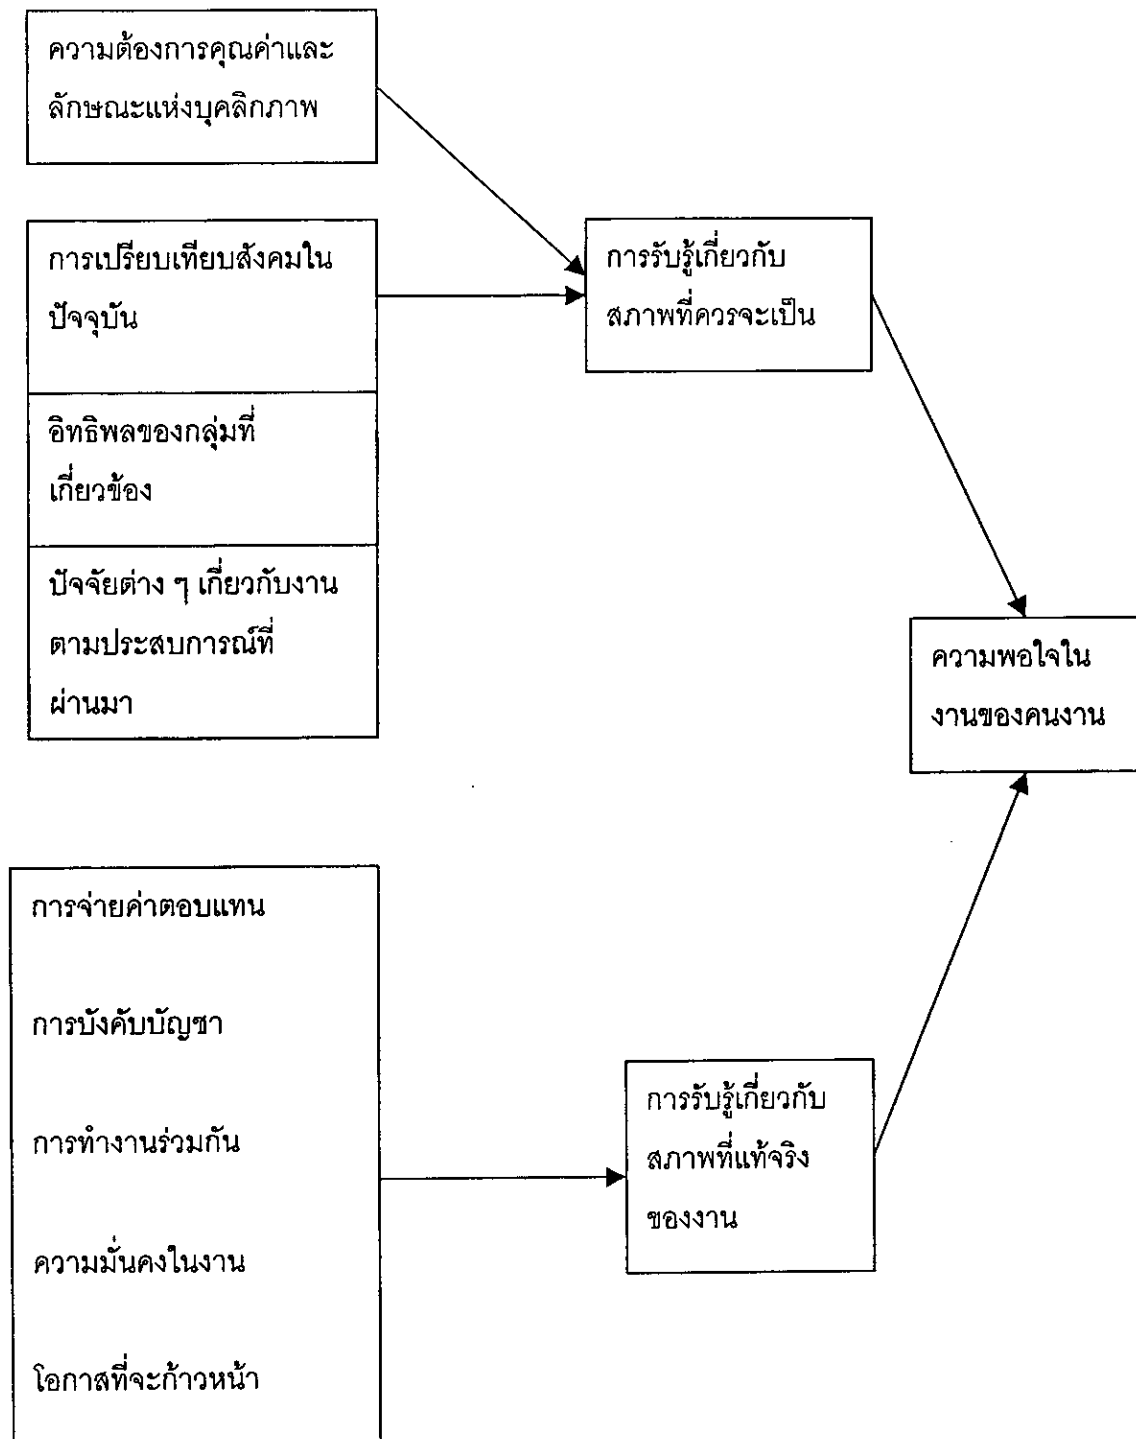 ความต้องการคุณค่าและ
ลักษณะแห่งบุคลิกภาพ
การเปรียบเทียบสังคมใน
ปัจจุบัน
อิทธิพลของกลุ่มที่
เกี่ยวข้อง
ปัจจัยต่าง ๆ เกี่ยวกับงาน
ตามประสบการณ์ที่
ผ่านมา
การรับรู้เกี่ยวกับ
สภาพที่ควรจะเป็น
ความพอใจใน
งานของคนงาน
การจ่ายค่าตอบแทน
การบังคับบัญชา
การทำงานร่วมกัน
ความมั่นคงในงาน
โอกาสที่จะก้าวหน้า
การรับรู้เกี่ยวกับ
สภาพที่แท้จริง
ของงาน